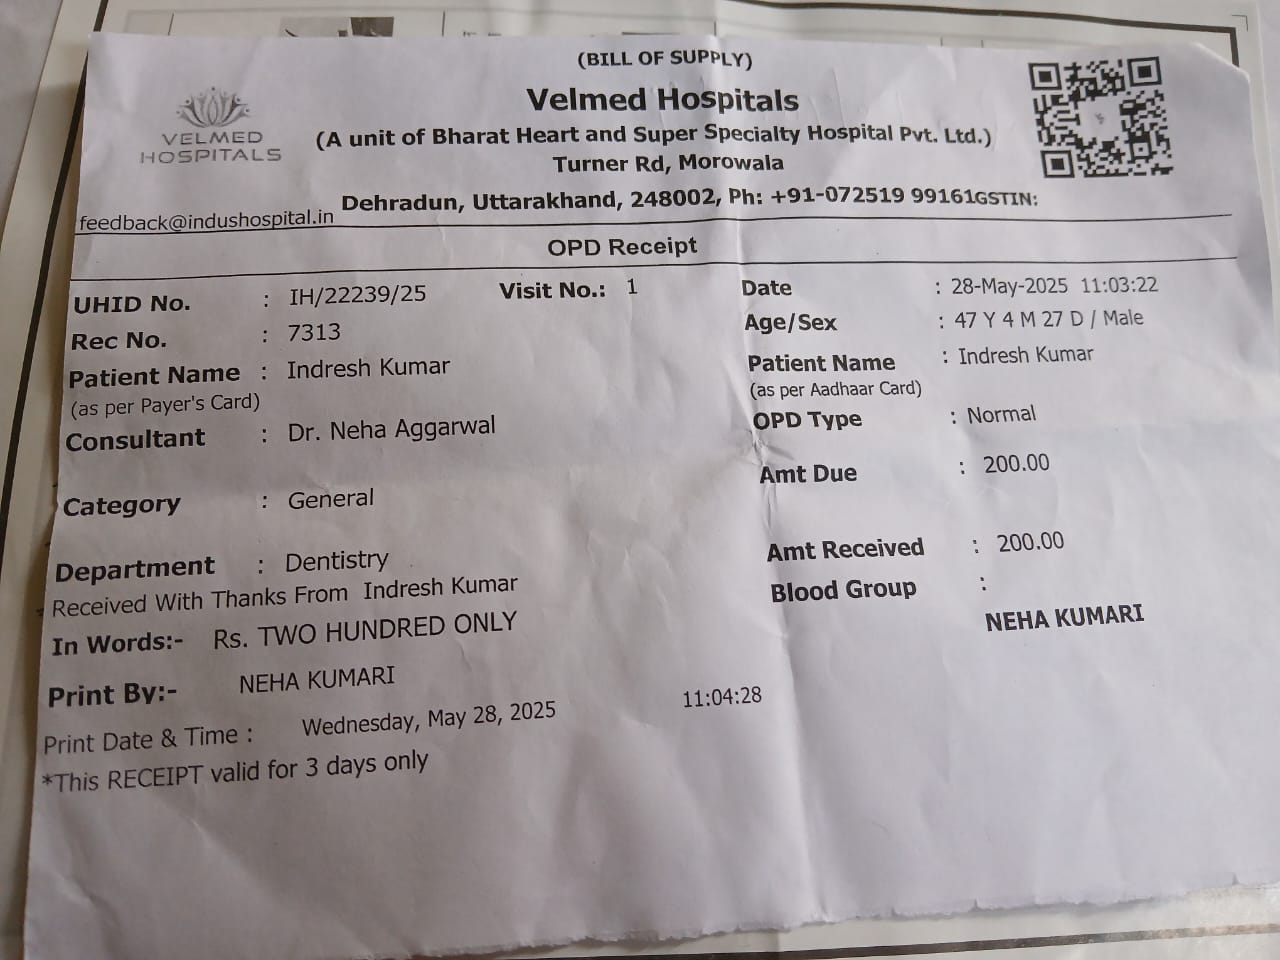 (BILL OF SUPPLY)
VELMED
HOSPITALS
Velmed Hospitals
(A unit of Bharat Heart and Super Specialty Hospital Pvt. Ltd.)
Turner Rd, Morowala
Dehradun, Uttarakhand, 248002, Ph: +91-072519 99161GSTIN:
feedback@indushospital.in
OPD Receipt
UHID No. : IH/22239/25 Visit No.: 1 Date : 28-May-2025 11:03:22
Rec No. : 7313 Age/Sex : 47 Y 4 M 27 D / Male
Patient Name : Indresh Kumar Patient Name : Indresh Kumar
(as per Payer's Card) (as per Aadhaar Card)
Consultant : Dr. Neha Aggarwal OPD Type : Normal
Amt Due : 200.00
Category : General
Amt Received : 200.00
Department : Dentistry Blood Group :
Received With Thanks From Indresh Kumar
NEHA KUMARI
In Words:- Rs. TWO HUNDRED ONLY
Print By:- NEHA KUMARI
Print Date & Time : Wednesday, May 28, 2025 11:04:28
*This RECEIPT valid for 3 days only